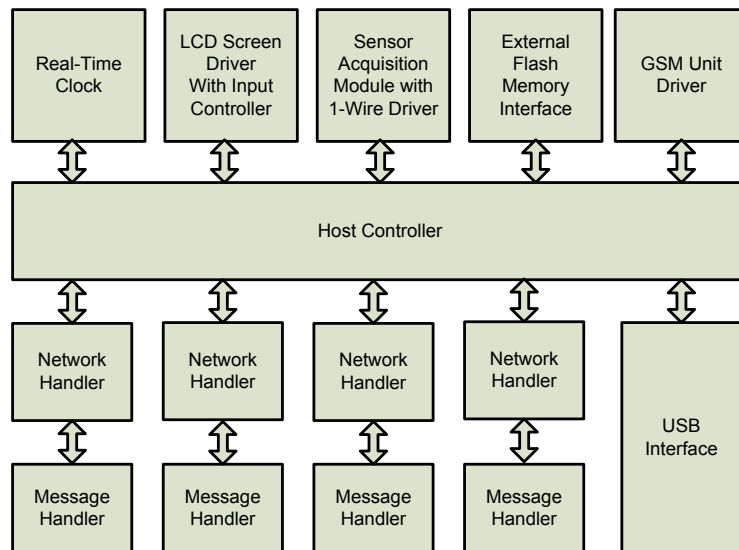 Real-Time
Clock
LCD Screen
Driver
With Input
Controller
Sensor
Acquisition
Module with
1-Wire Driver
External
Flash
Memory
Interface
GSM Unit
Driver
Host Controller
Network
Handler
Network
Handler
Network
Handler
Network
Handler
USB
Interface
Message
Handler
Message
Handler
Message
Handler
Message
Handler